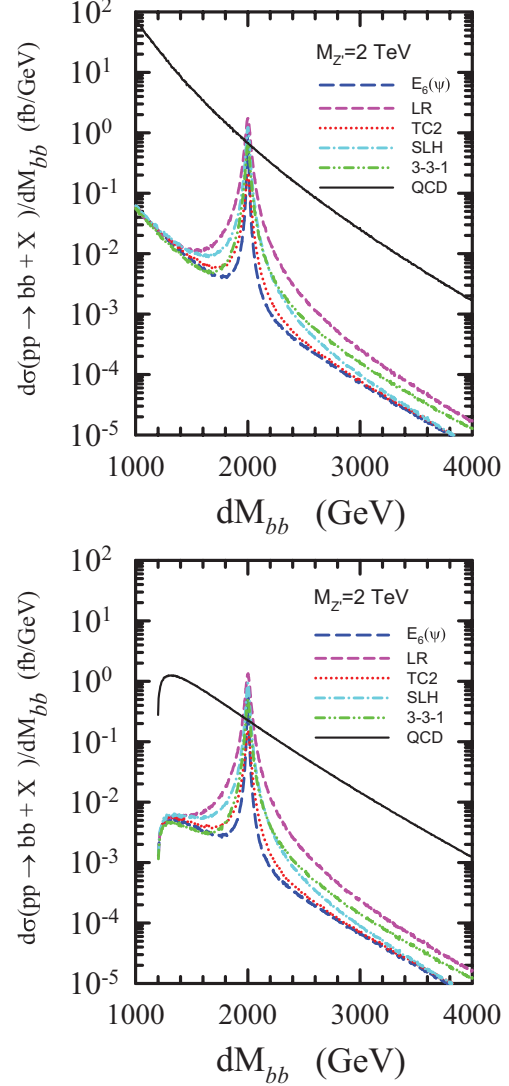 10^2
10^1
10^0
10^-1
10^-2
10^-3
10^-4
10^-5
dσ(pp → bb + X )/dM_bb (fb/GeV)
M_Z'=2 TeV
E_6(ψ)
LR
TC2
SLH
3-3-1
QCD
1000 2000 3000 4000
dM_bb (GeV)
10^2
10^1
10^0
10^-1
10^-2
10^-3
10^-4
10^-5
dσ(pp → bb + X )/dM_bb (fb/GeV)
M_Z'=2 TeV
E_6(ψ)
LR
TC2
SLH
3-3-1
QCD
1000 2000 3000 4000
dM_bb (GeV)